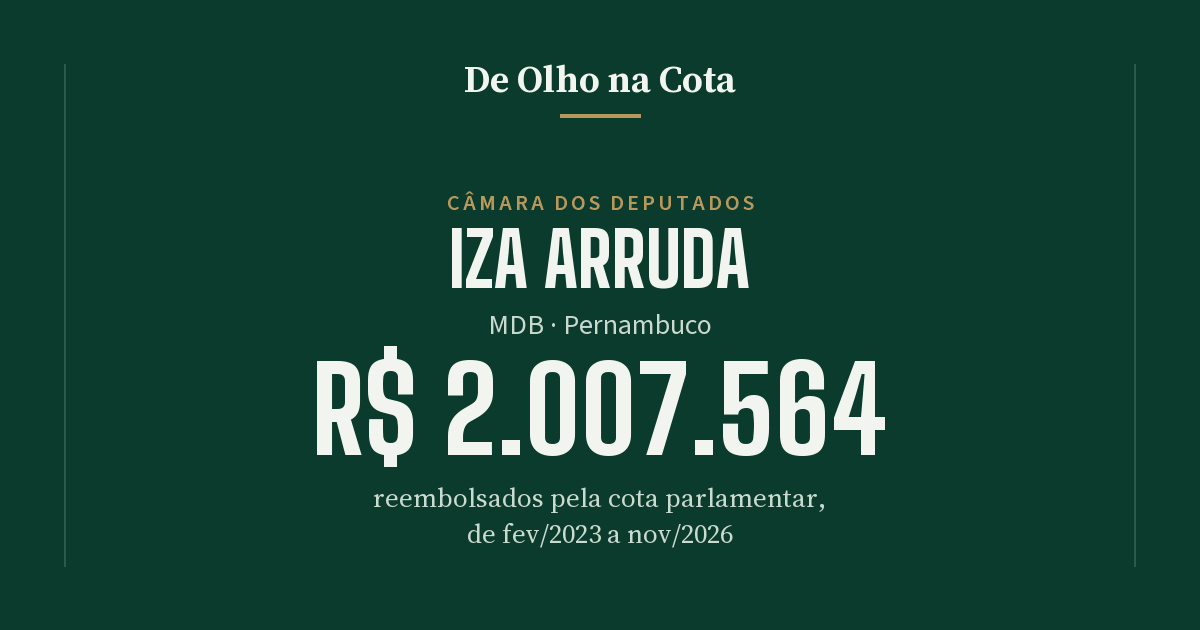 De Olho na Cota
CÂMARA DOS DEPUTADOS
IZA ARRUDA
MDB · Pernambuco
R$ 2.007.564
reembolsados pela cota parlamentar,
de fev/2023 a nov/2026